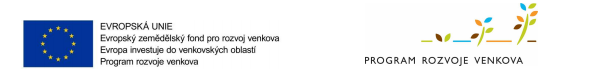 EVROPSKÁ UNIE
Evropský zemědělský fond pro rozvoj venkova
Evropa investuje do venkovských oblastí
Program rozvoje venkova
PROGRAM ROZVOJE VENKOVA